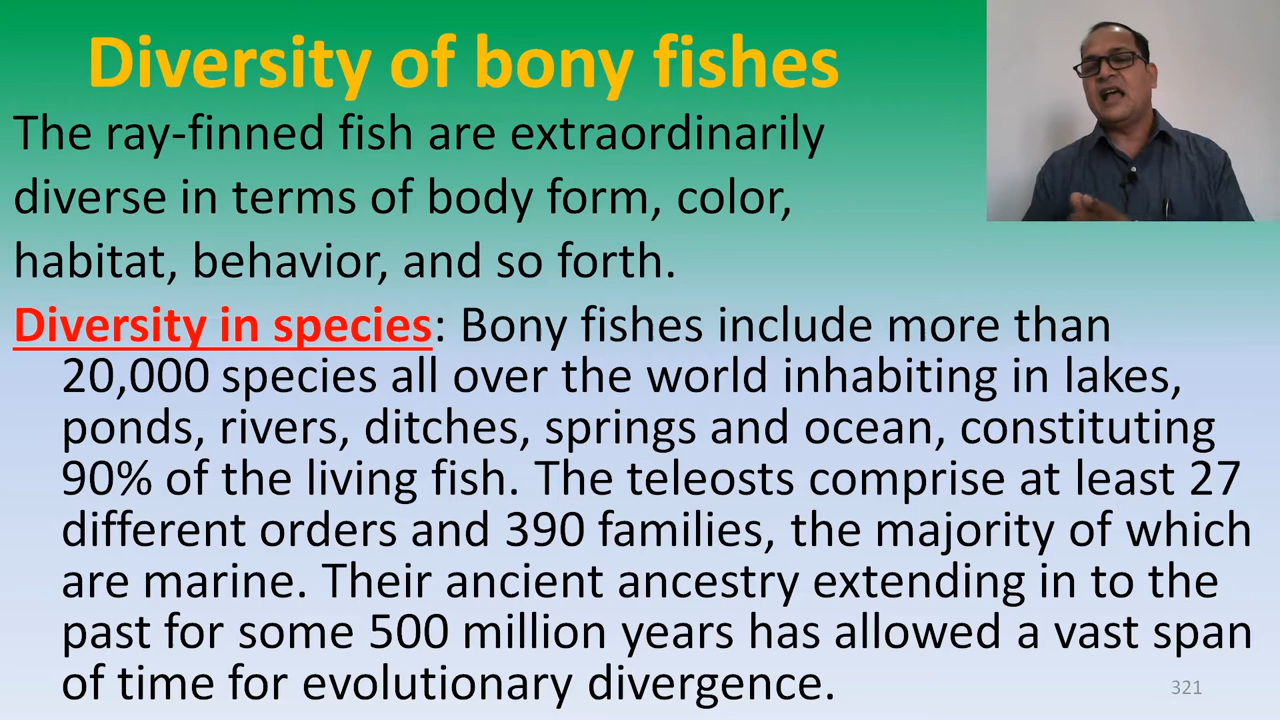 Diversity of bony fishes
The ray-finned fish are extraordinarily
diverse in terms of body form, color,
habitat, behavior, and so forth.
Diversity in species: Bony fishes include more than
20,000 species all over the world inhabiting in lakes,
ponds, rivers, ditches, springs and ocean, constituting
90% of the living fish. The teleosts comprise at least 27
different orders and 390 families, the majority of which
are marine. Their ancient ancestry extending in to the
past for some 500 million years has allowed a vast span
of time for evolutionary divergence.
321